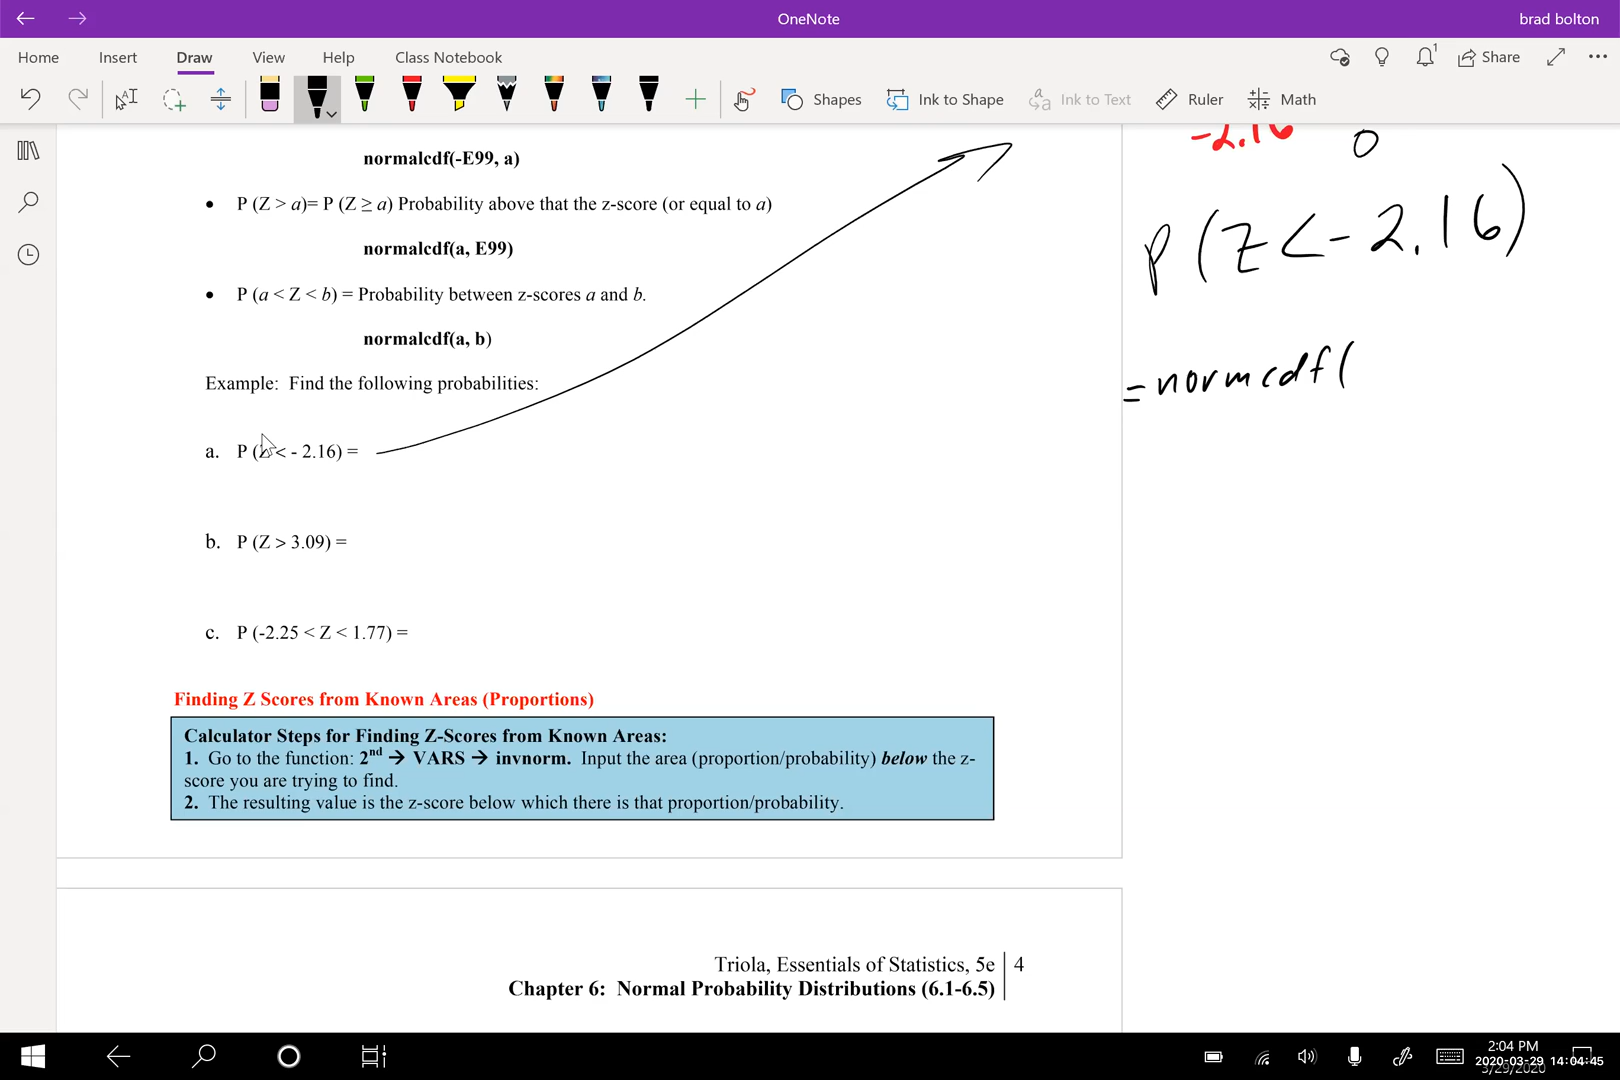 OneNote
brad bolton
Home Insert Draw View Help Class Notebook
1 Share
Shapes Ink to Shape Ink to Text Ruler Math
-2.16 0
normalcdf(-E99, a)
• P (Z > a)= P (Z ≥ a) Probability above that the z-score (or equal to a)
P(Z<-2.16)
normalcdf(a, E99)
• P (a < Z < b) = Probability between z-scores a and b.
normalcdf(a, b)
=normcdf(
Example: Find the following probabilities:
a. P (Z < - 2.16) =
b. P (Z > 3.09) =
c. P (-2.25 < Z < 1.77) =
Finding Z Scores from Known Areas (Proportions)
Calculator Steps for Finding Z-Scores from Known Areas:
1. Go to the function: 2nd → VARS → invnorm. Input the area (proportion/probability) below the z-
score you are trying to find.
2. The resulting value is the z-score below which there is that proportion/probability.
Triola, Essentials of Statistics, 5e 4
Chapter 6: Normal Probability Distributions (6.1-6.5)
2:04 PM
2020-03-29 14:04:45
3/29/2020